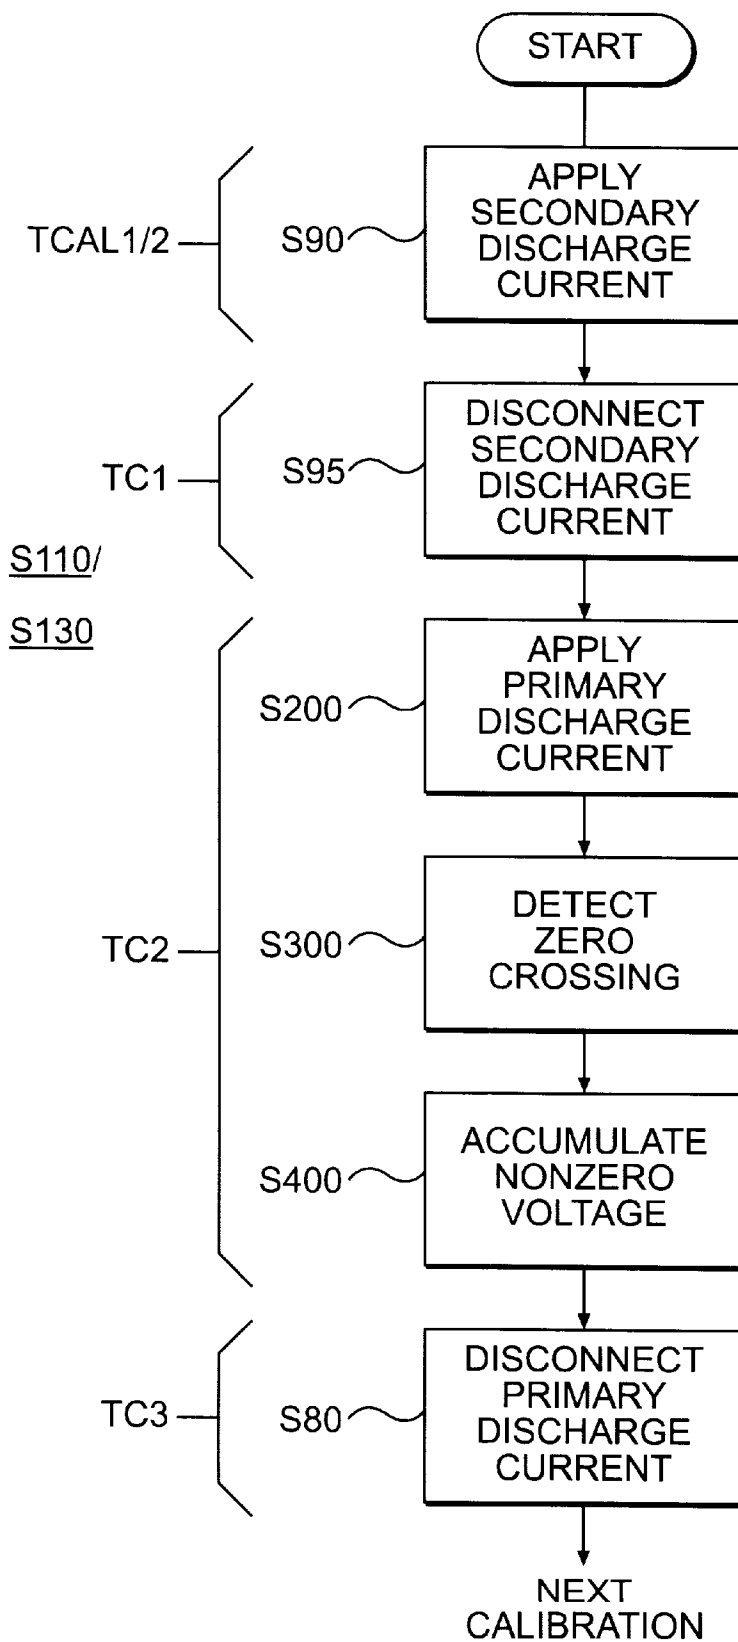 START
TCAL1/2
S90
APPLY
SECONDARY
DISCHARGE
CURRENT
TC1
S95
DISCONNECT
SECONDARY
DISCHARGE
CURRENT
S110/
S130
TC2
S200
APPLY
PRIMARY
DISCHARGE
CURRENT
S300
DETECT
ZERO
CROSSING
S400
ACCUMULATE
NONZERO
VOLTAGE
TC3
S80
DISCONNECT
PRIMARY
DISCHARGE
CURRENT
NEXT
CALIBRATION